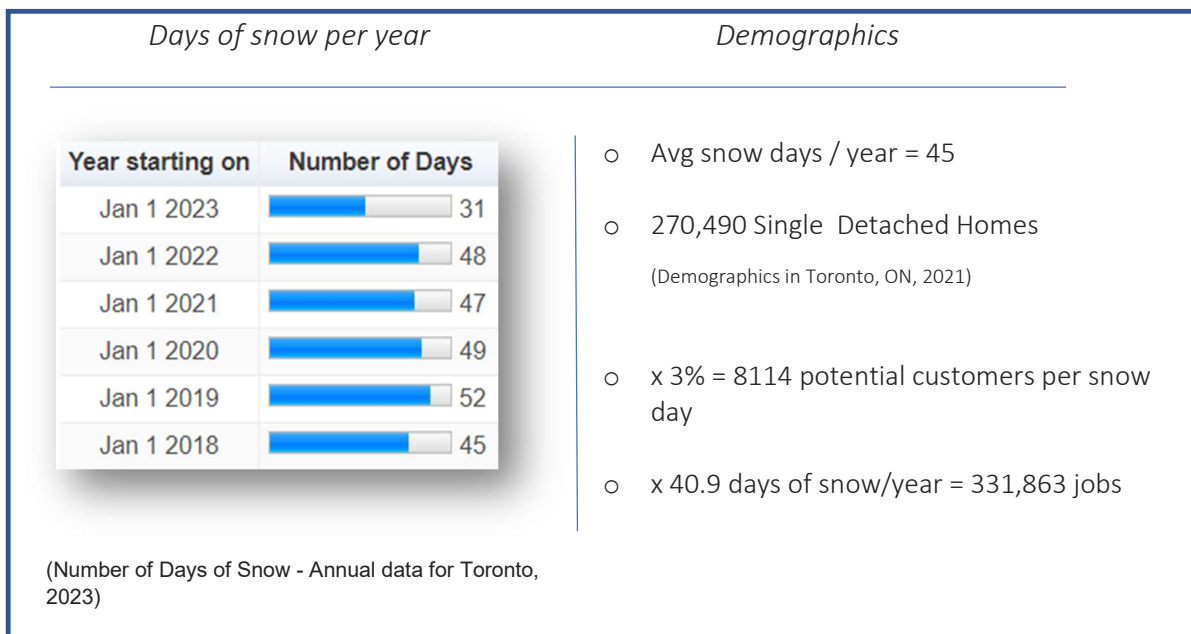 Days of snow per year
Demographics
Year starting on Number of Days
Jan 1 2023 31
Jan 1 2022 48
Jan 1 2021 47
Jan 1 2020 49
Jan 1 2019 52
Jan 1 2018 45
(Number of Days of Snow - Annual data for Toronto,
2023)
o Avg snow days / year = 45
o 270,490 Single Detached Homes
(Demographics in Toronto, ON, 2021)
o x 3% = 8114 potential customers per snow
day
o x 40.9 days of snow/year = 331,863 jobs